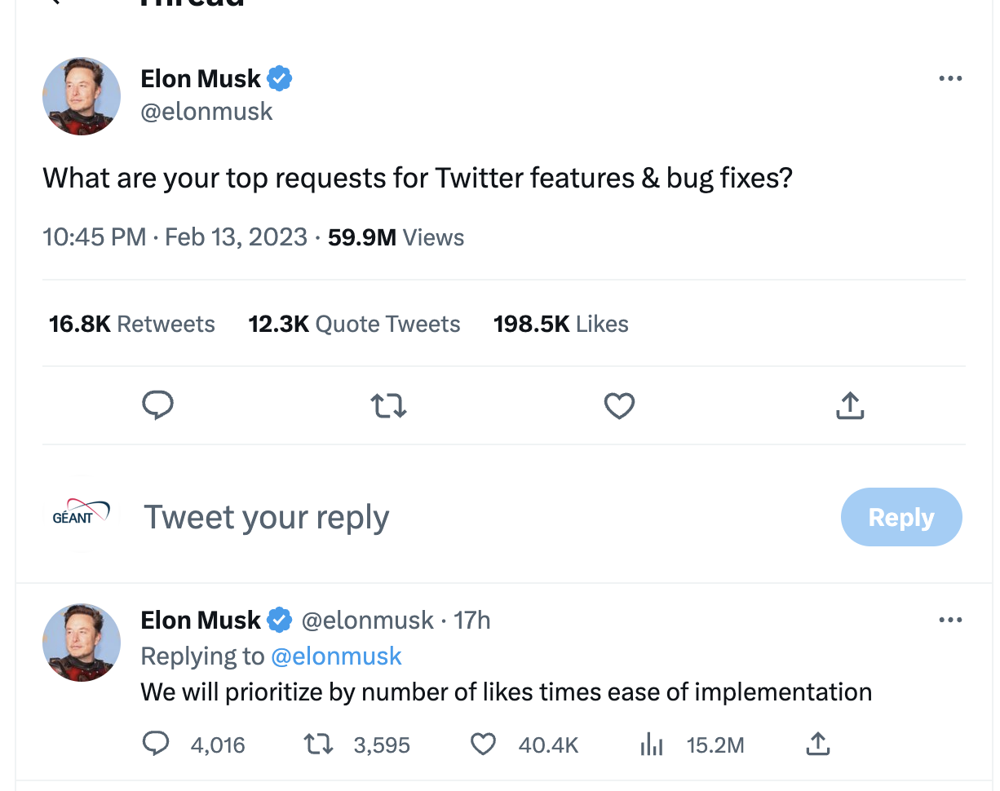 Thread
Elon Musk
@elonmusk
What are your top requests for Twitter features & bug fixes?
10:45 PM · Feb 13, 2023 · 59.9M Views
16.8K Retweets 12.3K Quote Tweets 198.5K Likes
GÉANT Tweet your reply Reply
Elon Musk @elonmusk · 17h
Replying to @elonmusk
We will prioritize by number of likes times ease of implementation
4,016 3,595 40.4K 15.2M